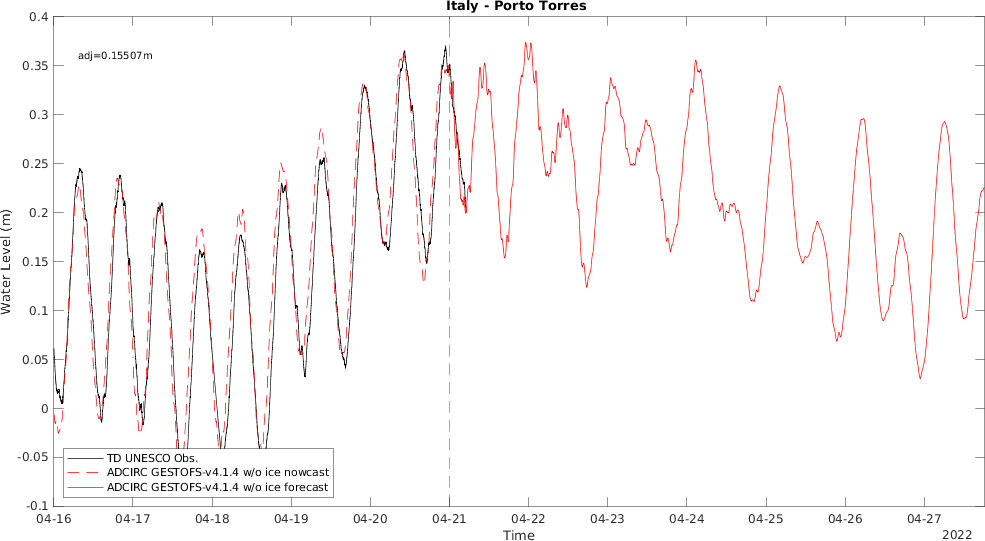 Italy - Porto Torres
adj=0.15507m
Water Level (m)
0.4
0.35
0.3
0.25
0.2
0.15
0.1
0.05
0
-0.05
-0.1
TD UNESCO Obs.
ADCIRC GESTOFS-v4.1.4 w/o ice nowcast
ADCIRC GESTOFS-v4.1.4 w/o ice forecast
04-16 04-17 04-18 04-19 04-20 04-21 04-22 04-23 04-24 04-25 04-26 04-27
Time
2022